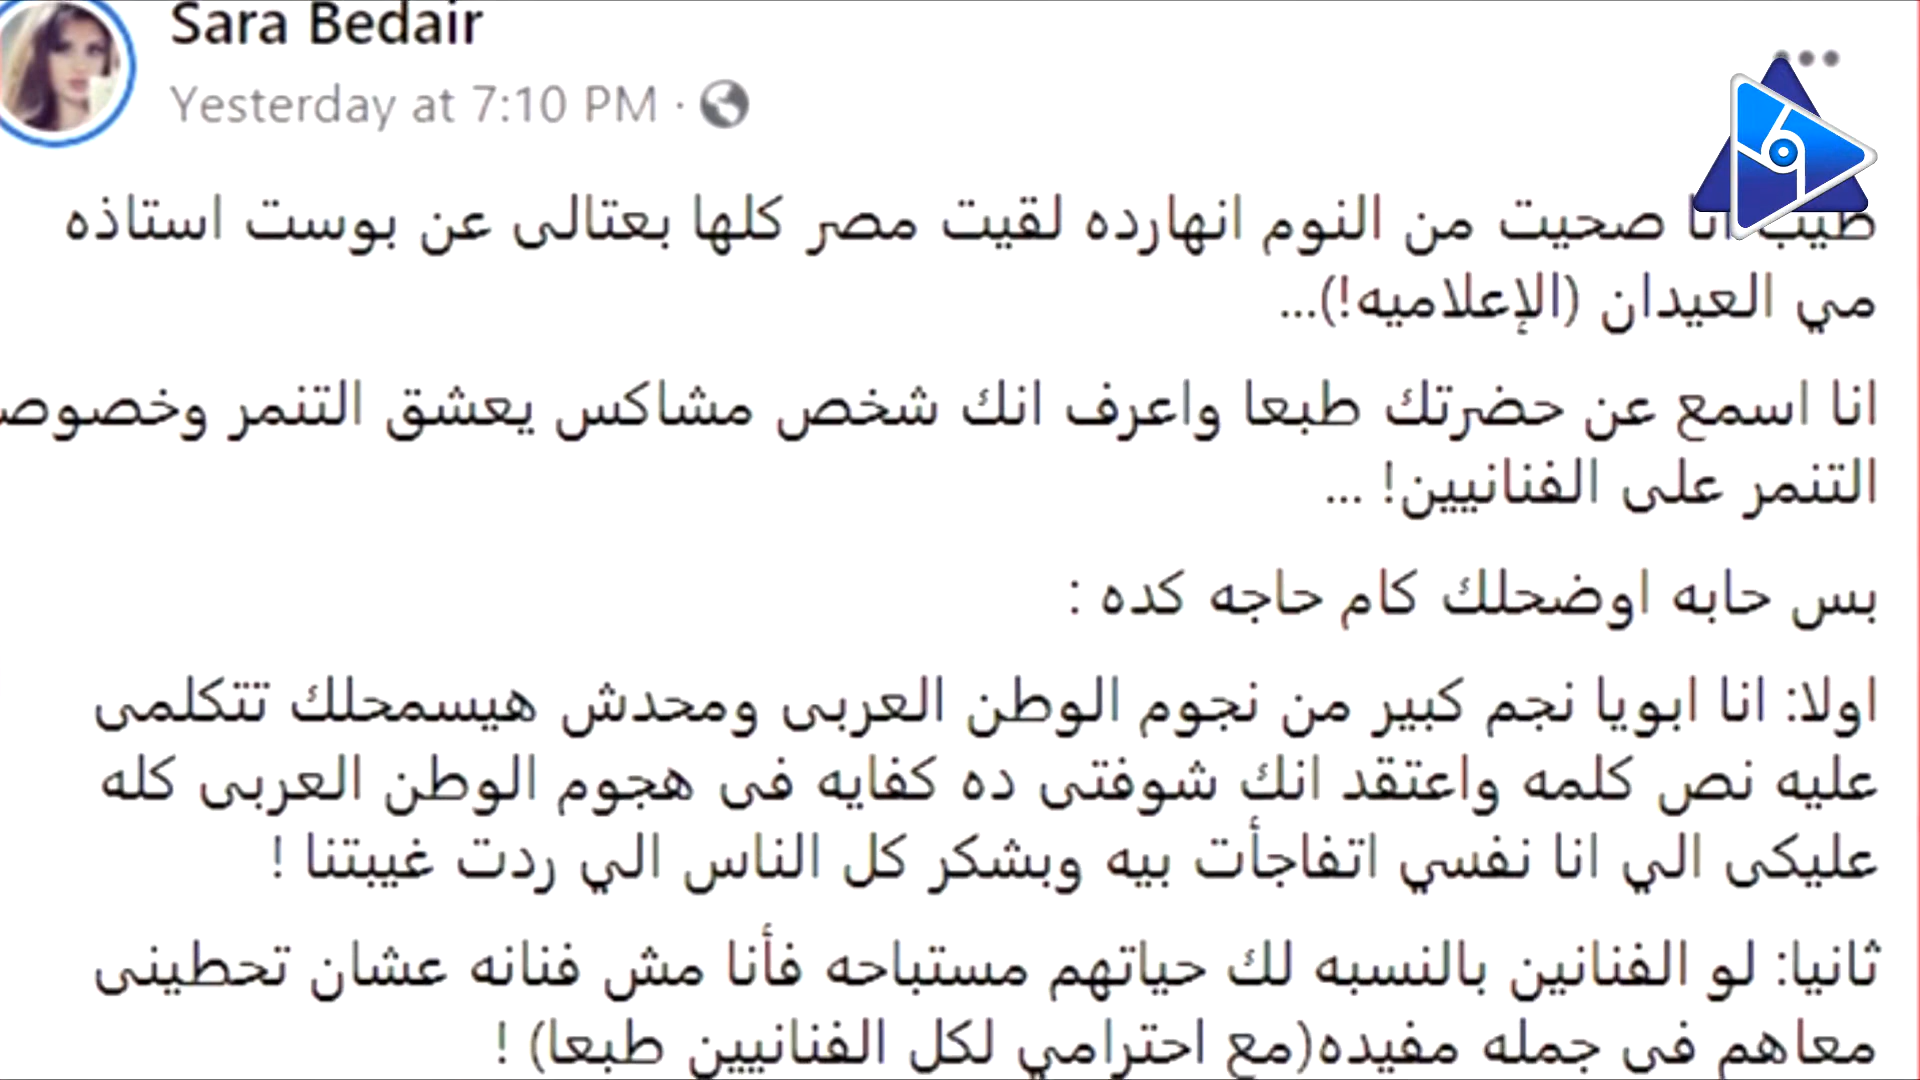 Sara Bedair
Yesterday at 7:10 PM ·
طيب انا صحيت من النوم انهارده لقيت مصر كلها بعتالى عن بوست استاذه
مي العيدان (الإعلاميه!)...
انا اسمع عن حضرتك طبعا واعرف انك شخص مشاكس يعشق التنمر وخصوصا
التنمر على الفنانيين! ...
بس حابه اوضحلك كام حاجه كده :
اولا: انا ابويا نجم كبير من نجوم الوطن العربى ومحدش هيسمحلك تتكلمى
عليه نص كلمه واعتقد انك شوفتى ده كفايه فى هجوم الوطن العربى كله
عليكى الي انا نفسي اتفاجأت بيه وبشكر كل الناس الي ردت غيبتنا !
ثانيا: لو الفنانين بالنسبه لك حياتهم مستباحه فأنا مش فنانه عشان تحطينى
معاهم فى جمله مفيده(مع احترامي لكل الفنانيين طبعا) !